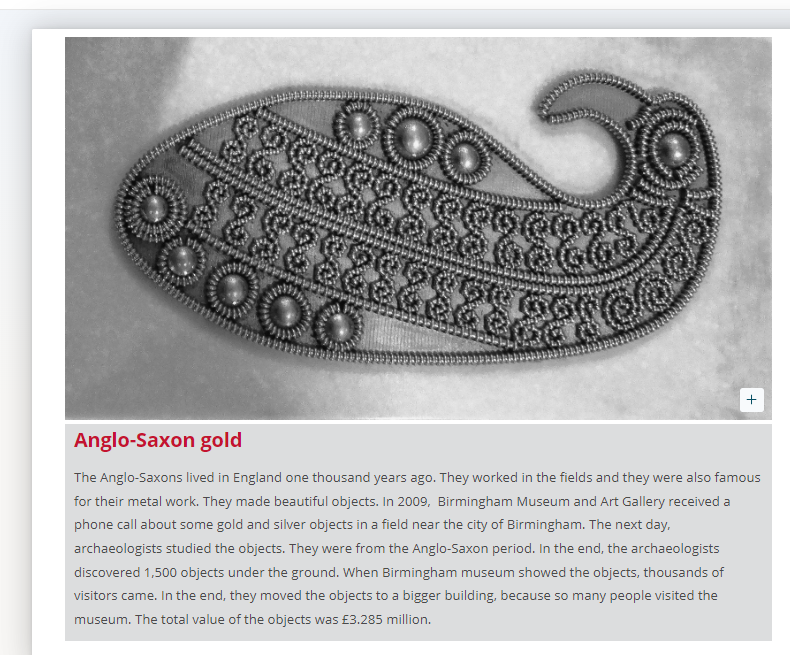 Anglo-Saxon gold
The Anglo-Saxons lived in England one thousand years ago. They worked in the fields and they were also famous
for their metal work. They made beautiful objects. In 2009,  Birmingham Museum and Art Gallery received a
phone call about some gold and silver objects in a field near the city of Birmingham. The next day,
archaeologists studied the objects. They were from the Anglo-Saxon period. In the end, the archaeologists
discovered 1,500 objects under the ground. When Birmingham museum showed the objects, thousands of
visitors came. In the end, they moved the objects to a bigger building, because so many people visited the
museum. The total value of the objects was £3.285 million.